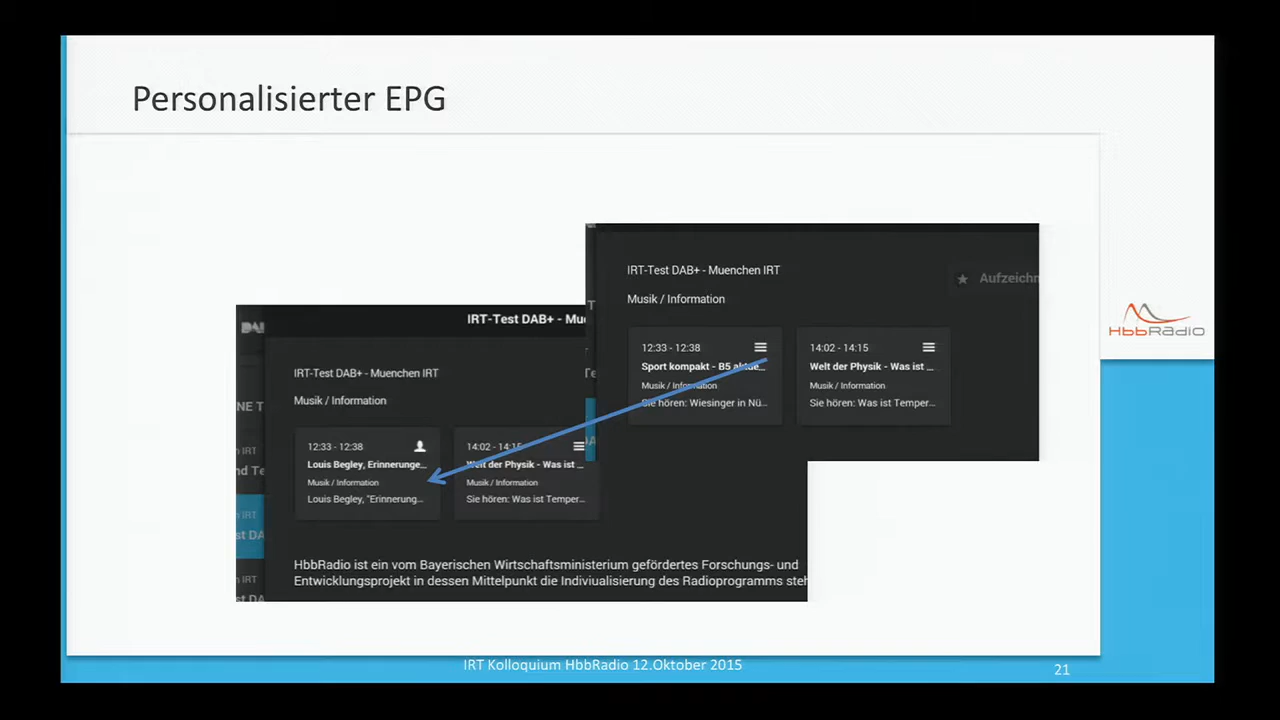 Personalisierter EPG
IRT-Test DAB+ - Muenchen IRT
Aufzeichn
Musik / Information
12:33 - 12:38
Sport kompakt - B5 aktue...
Musik / Information
Sie hören: Wiesinger in Nü...
14:02 - 14:15
Welt der Physik - Was ist ...
Musik / Information
Sie hören: Was ist Temper...
HbbRadio
IRT-Test DAB+ - Mu
IRT-Test DAB+ - Muenchen IRT
Musik / Information
12:33 - 12:38
Louis Begley, Erinnerunge...
Musik / Information
Louis Begley, "Erinnerung...
14:02 - 14:15
Welt der Physik - Was ist ...
Musik / Information
Sie hören: Was ist Temper...
HbbRadio ist ein vom Bayerischen Wirtschaftsministerium gefördertes Forschungs- und
Entwicklungsprojekt in dessen Mittelpunkt die Indiviualisierung des Radioprogramms steh
IRT Kolloquium HbbRadio 12.Oktober 2015
21